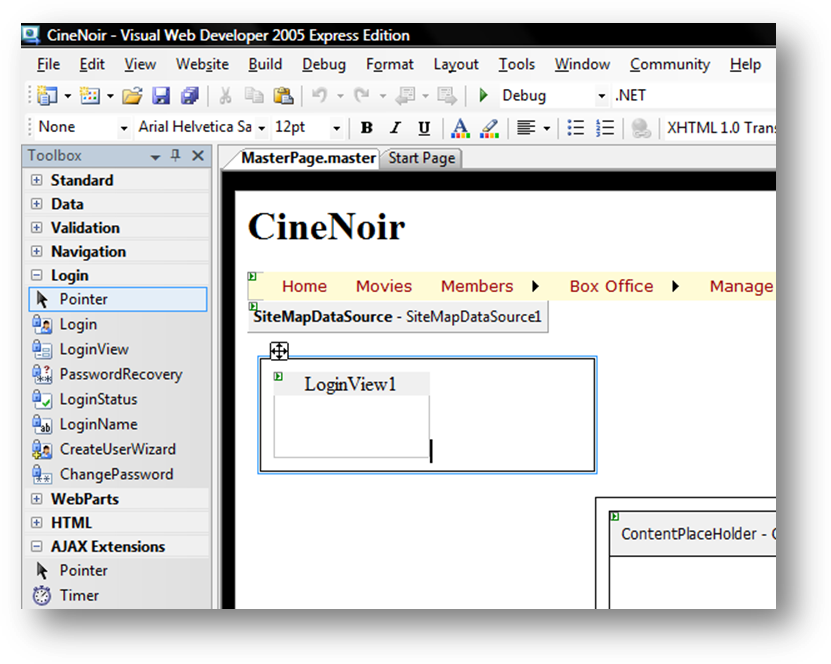 CineNoir - Visual Web Developer 2005 Express Edition
File Edit View Website Build Debug Format Layout Tools Window Community Help
Debug .NET
None Arial Helvetica Sa 12pt B I U XHTML 1.0 Trans
Toolbox MasterPage.master Start Page
Standard
Data
Validation
Navigation
Login
Pointer
Login
LoginView
PasswordRecovery
LoginStatus
LoginName
CreateUserWizard
ChangePassword
WebParts
HTML
AJAX Extensions
Pointer
Timer
CineNoir
Home Movies Members Box Office Manage
SiteMapDataSource - SiteMapDataSource1
LoginView1
ContentPlaceHolder - C